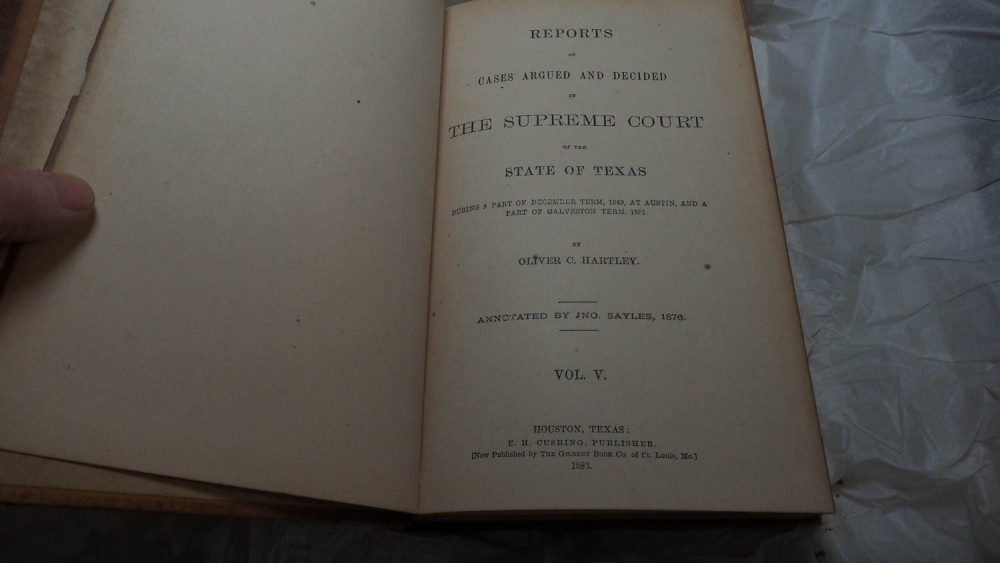 REPORTS
OF
CASES ARGUED AND DECIDED
IN
THE SUPREME COURT
OF THE
STATE OF TEXAS
DURING A PART OF DECEMBER TERM, 1849, AT AUSTIN, AND A
PART OF GALVESTON TERM, 1851.
BY
OLIVER C. HARTLEY.
ANNOTATED BY JNO. SAYLES, 1876.
VOL. V.
HOUSTON, TEXAS:
E. H. CUSHING, PUBLISHER.
[Now Published by THE GILBERT BOOK CO. of St. Louis, Mo.]
1883.